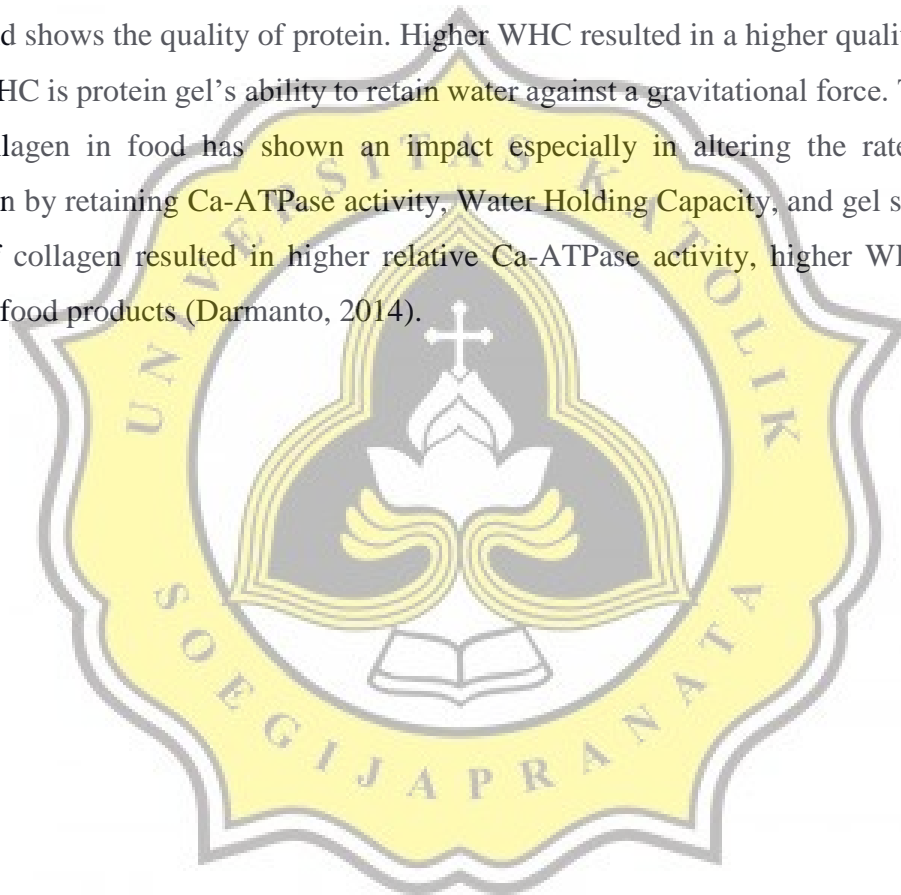 d shows the quality of protein. Higher WHC resulted in a higher quali
HC is protein gel's ability to retain water against a gravitational force.
llagen in food has shown an impact especially in altering the rate
n by retaining Ca-ATPase activity, Water Holding Capacity, and gel s
f collagen resulted in higher relative Ca-ATPase activity, higher W
food products (Darmanto, 2014).
UNIVERSITAS KATOLIK
SOEGIJAPRANATA